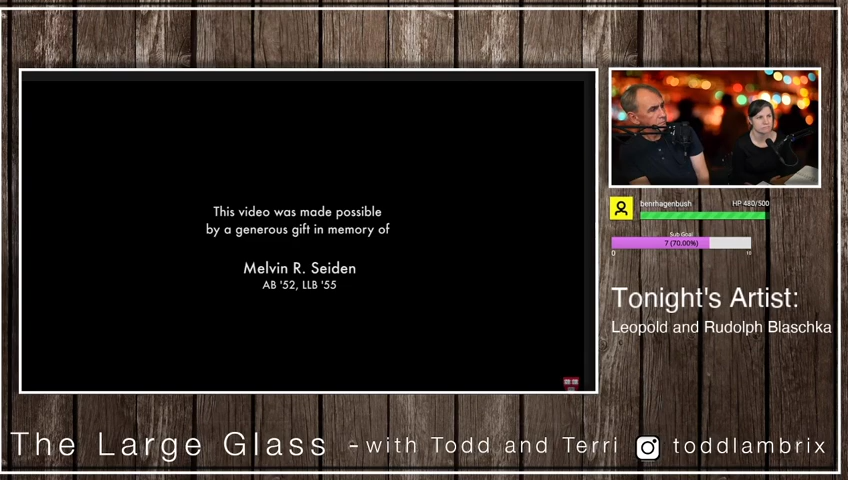 This video was made possible
by a generous gift in memory of
Melvin R. Seiden
AB '52, LLB '55
benrhagenbush HP 480/500
Sub Goal
7 (70.00%)
0 10
Tonight's Artist:
Leopold and Rudolph Blaschka
The Large Glass - with Todd and Terri toddlambrix